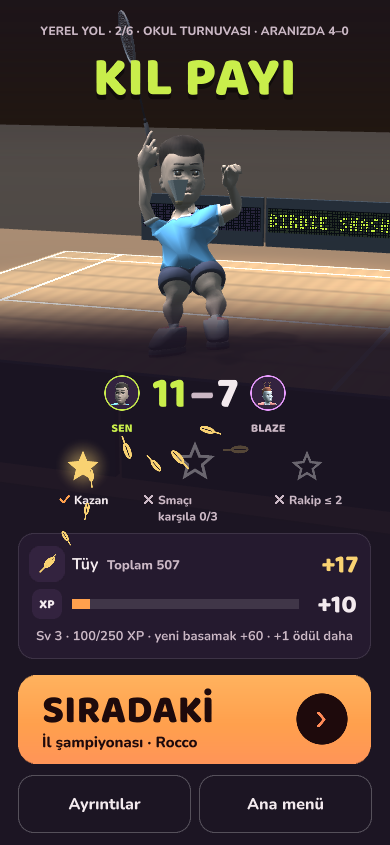 YEREL YOL · 2/6 · OKUL TURNUVASI · ARANIZDA 4–0
KIL PAYI
BIRDIE SMASH
11–7
SEN
BLAZE
Kazan
Smaçı
karşıla 0/3
Rakip ≤ 2
Tüy Toplam 507 +17
XP +10
Sv 3 · 100/250 XP · yeni basamak +60 · +1 ödül daha
SIRADAKİ
İl şampiyonası · Rocco
Ayrıntılar
Ana menü